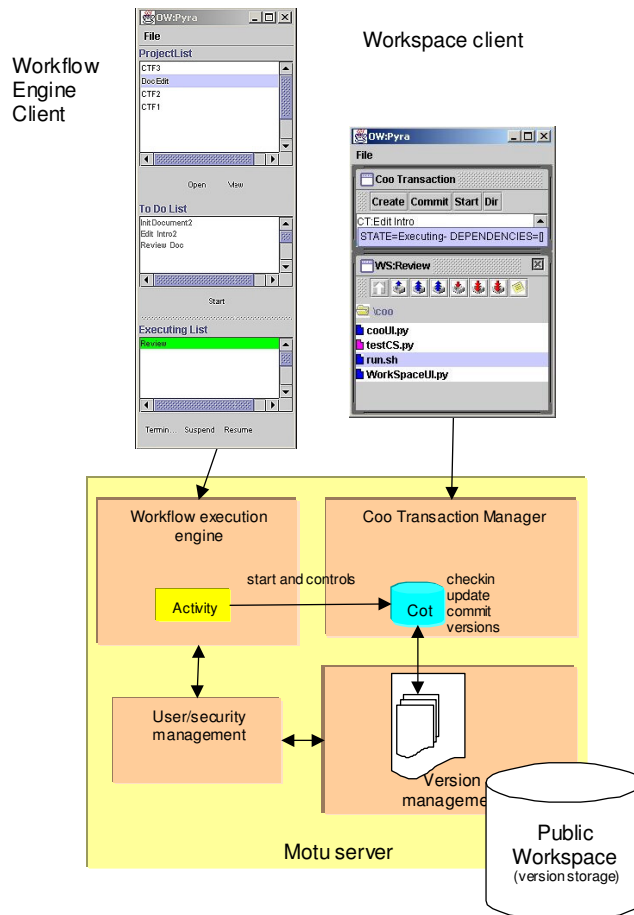 Workflow
Engine
Client
OW:Pyra
File
ProjectList
CTF3
DocEdit
CTF2
CTF1
Open View
To Do List
InitDocument2
Edit Intro2
Review Doc
Start
Executing List
Review
Termin... Suspend Resume
Workspace client
OW:Pyra
File
Coo Transaction
Create Commit Start Dir
CT:Edit Intro
STATE=Executing- DEPENDENCIES=[]
WS:Review
\coo
cooUI.py
testCS.py
run.sh
WorkSpaceUI.py
Workflow execution
engine
Coo Transaction Manager
start and controls
Activity
Cot
checkin
update
commit
versions
User/security
management
Version
management
Motu server
Public
Workspace
(version storage)